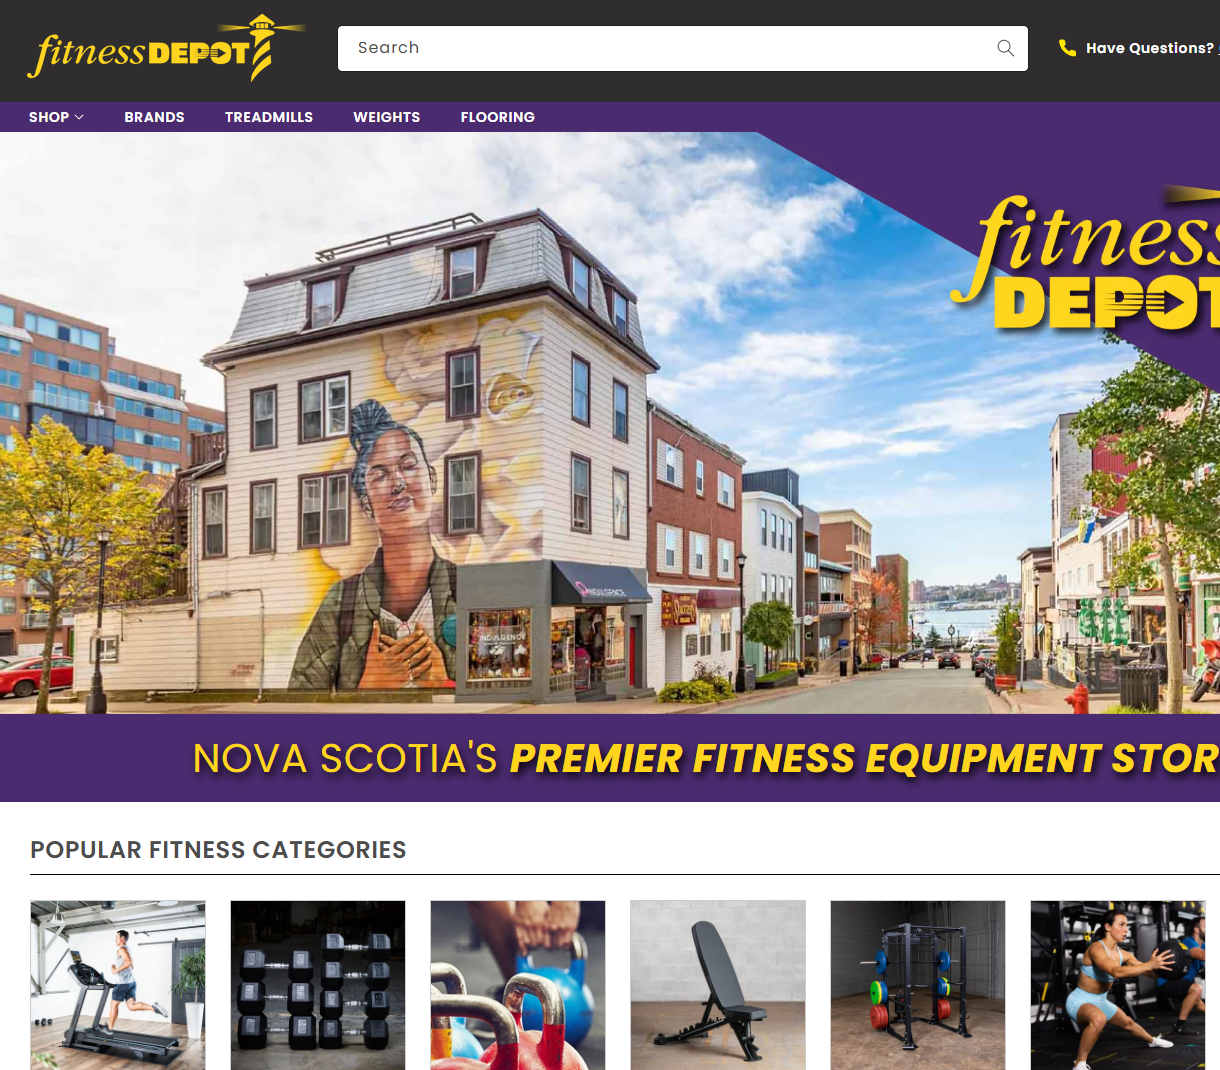 fitness DEPOT
Search
Have Questions?
SHOP
BRANDS
TREADMILLS
WEIGHTS
FLOORING
fitness
DEPOT
INDULGENCE
INDULGENCE
NOVA SCOTIA'S PREMIER FITNESS EQUIPMENT STOR
POPULAR FITNESS CATEGORIES